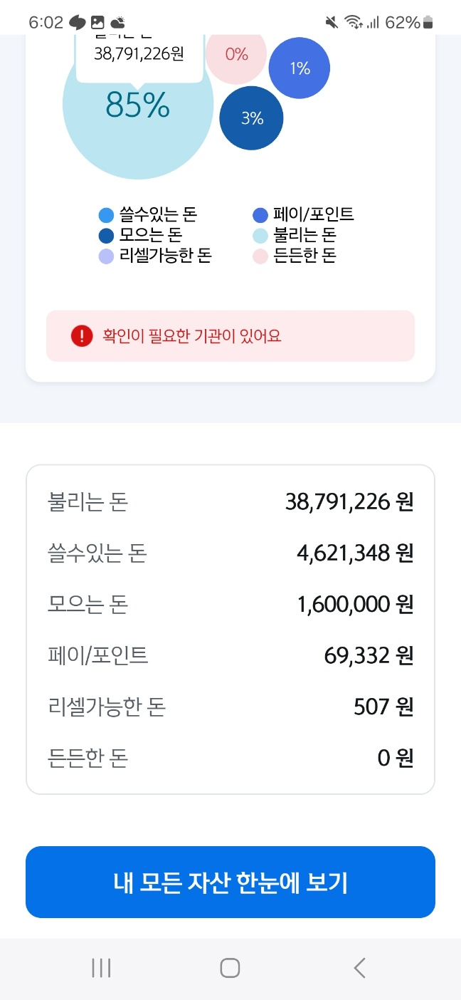 6:02
62%
38,791,226원
0%
1%
85%
3%
쓸수있는 돈
페이/포인트
모으는 돈
불리는 돈
리셀가능한 돈
든든한 돈
확인이 필요한 기관이 있어요
불리는 돈 38,791,226 원
쓸수있는 돈 4,621,348 원
모으는 돈 1,600,000 원
페이/포인트 69,332 원
리셀가능한 돈 507 원
든든한 돈 0 원
내 모든 자산 한눈에 보기